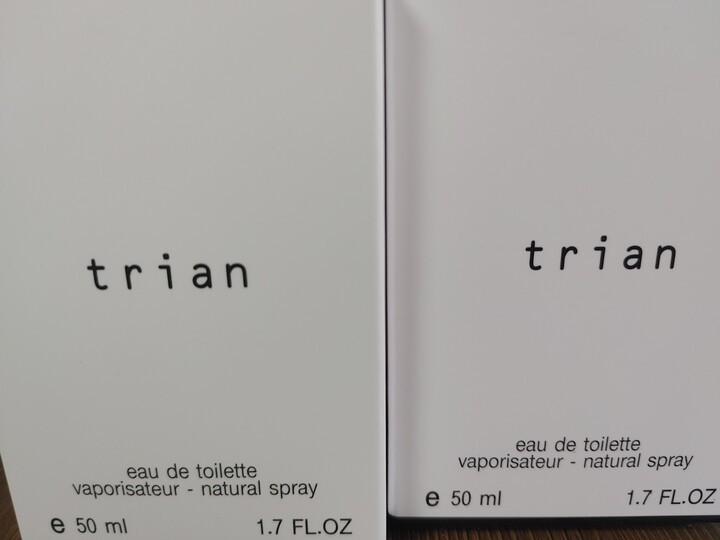 trian
eau de toilette
vaporisateur - natural spray
e 50 ml 1.7 FL.OZ
trian
eau de toilette
vaporisateur - natural spray
e 50 ml 1.7 FL.OZ